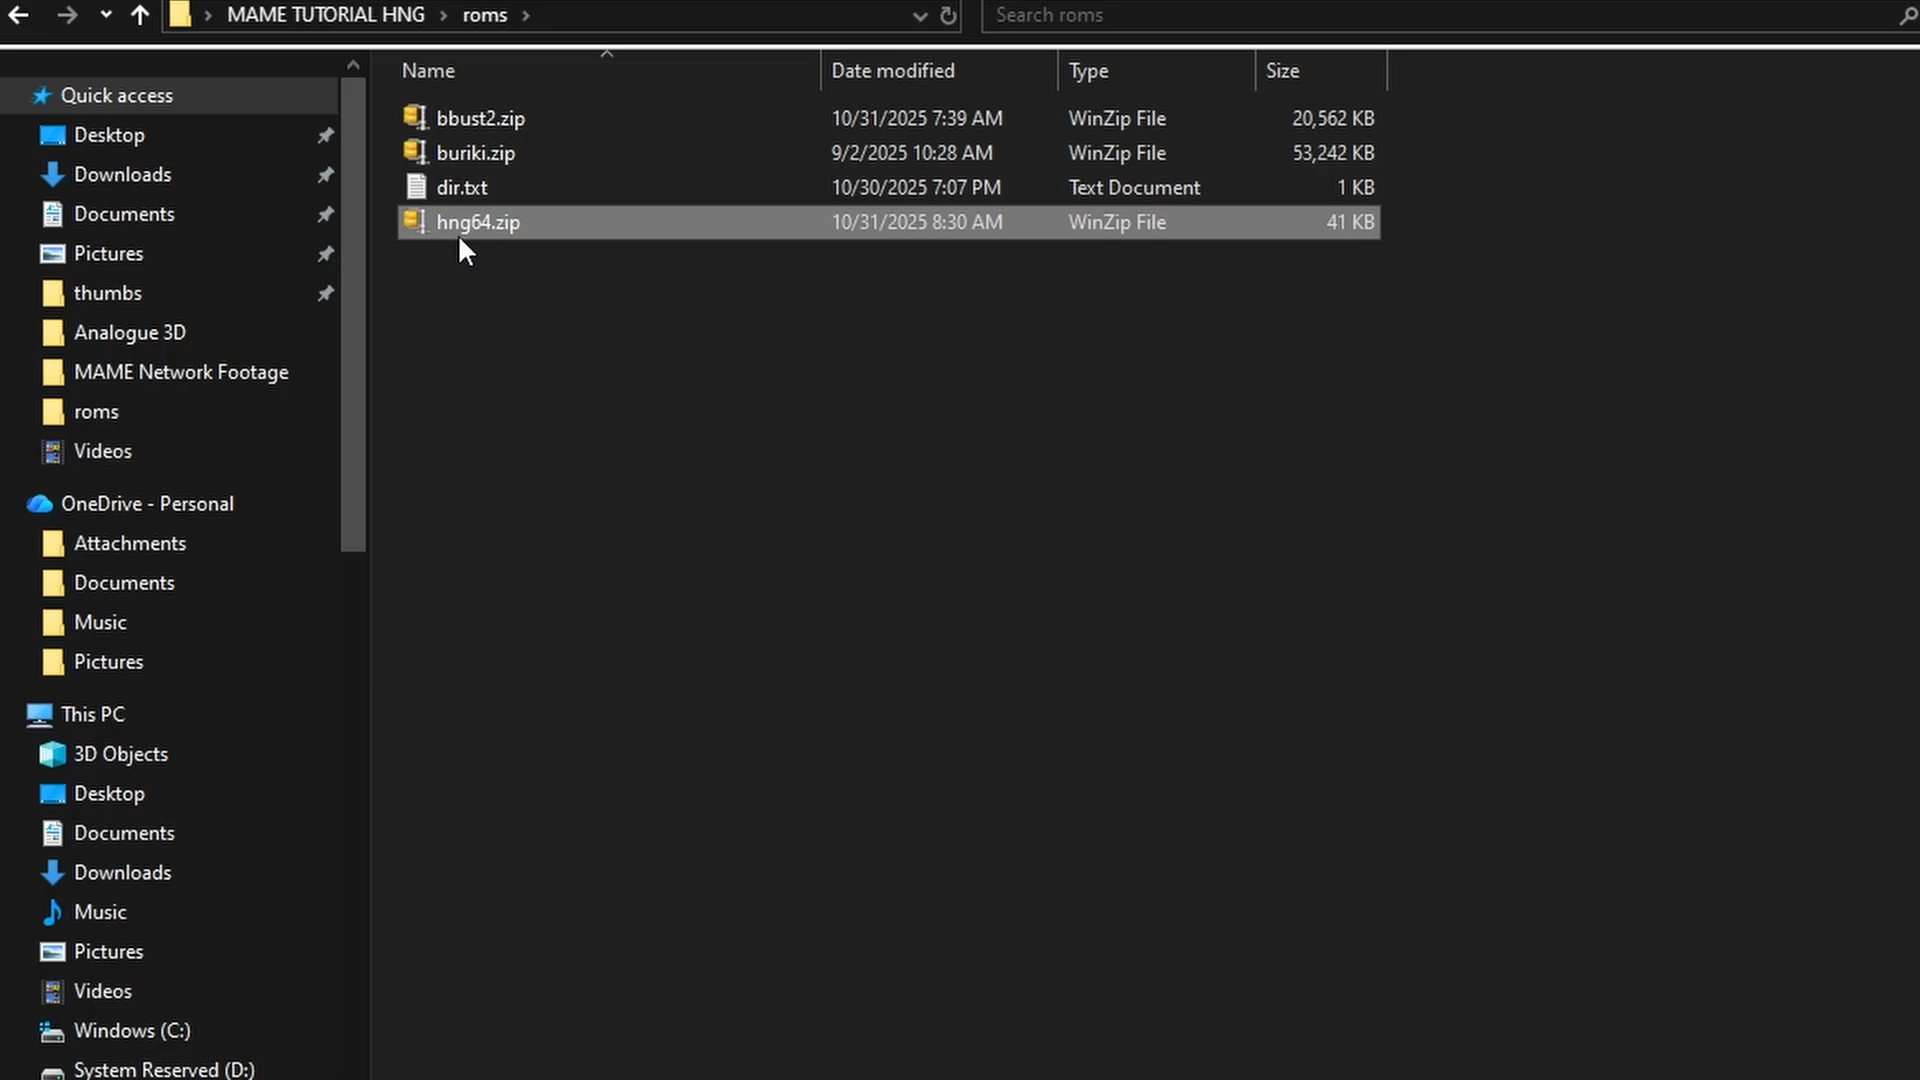 MAME TUTORIAL HNG > roms >
Search roms
Name Date modified Type Size
bbust2.zip 10/31/2025 7:39 AM WinZip File 20,562 KB
buriki.zip 9/2/2025 10:28 AM WinZip File 53,242 KB
dir.txt 10/30/2025 7:07 PM Text Document 1 KB
hng64.zip 10/31/2025 8:30 AM WinZip File 41 KB
Quick access
Desktop
Downloads
Documents
Pictures
thumbs
Analogue 3D
MAME Network Footage
roms
Videos
OneDrive - Personal
Attachments
Documents
Music
Pictures
This PC
3D Objects
Desktop
Documents
Downloads
Music
Pictures
Videos
Windows (C:)
System Reserved (D:)